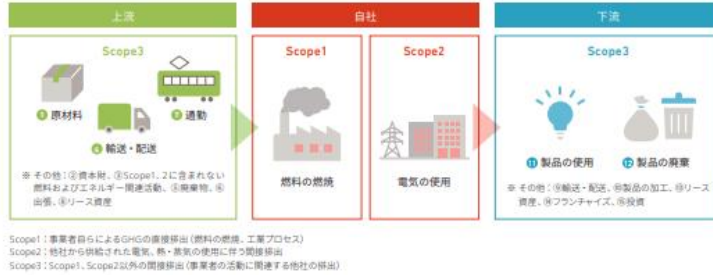 上流
自社
下流
Scope3
Scope1
Scope2
Scope3
① 原材料
⑦ 通勤
④ 輸送・配送
※ その他：②資本財、③Scope1, 2に含まれない
燃料およびエネルギー関連活動、⑤廃棄物、⑥
出張、⑧リース資産
燃料の燃焼
電気の使用
⑪ 製品の使用
⑫ 製品の廃棄
※ その他：⑨輸送・配送、⑩製品の加工、⑬リース
資産、⑭フランチャイズ、⑮投資
Scope1：事業者自らによるGHGの直接排出（燃料の燃焼、工業プロセス）
Scope2：他社から供給された電気、熱・蒸気の使用に伴う間接排出
Scope3：Scope1、Scope2以外の間接排出（事業者の活動に関連する他社の排出）